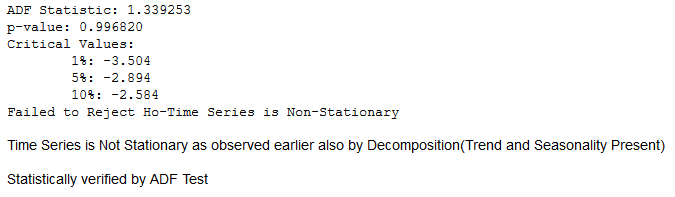 ADF Statistic: 1.339253
p-value: 0.996820
Critical Values:
1%: -3.504
5%: -2.894
10%: -2.584
Failed to Reject Ho-Time Series is Non-Stationary
Time Series is Not Stationary as observed earlier also by Decomposition(Trend and Seasonality Present)
Statistically verified by ADF Test